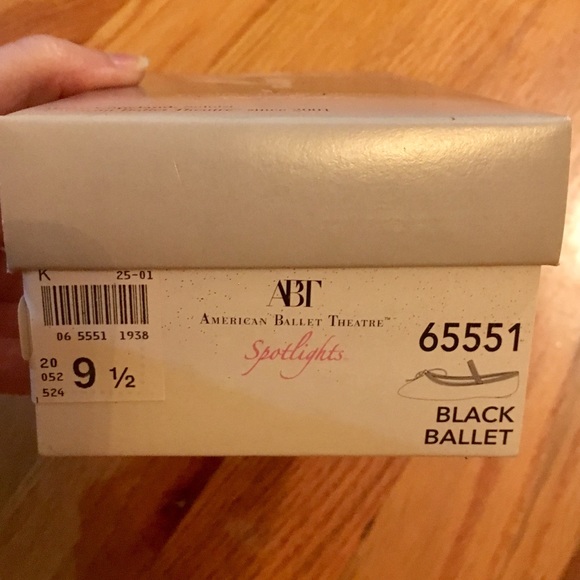 K 25-01
06 5551 1938
20
052
524
9 ½
ABT
AMERICAN BALLET THEATRE™
Spotlights
65551
BLACK
BALLET